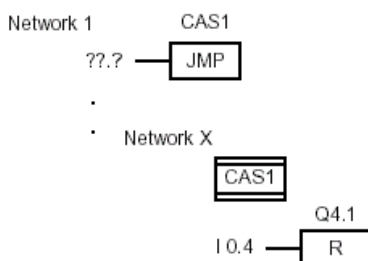 Network 1
CAS1
??.?
JMP
.
.
Network X
CAS1
Q4.1
I 0.4
R